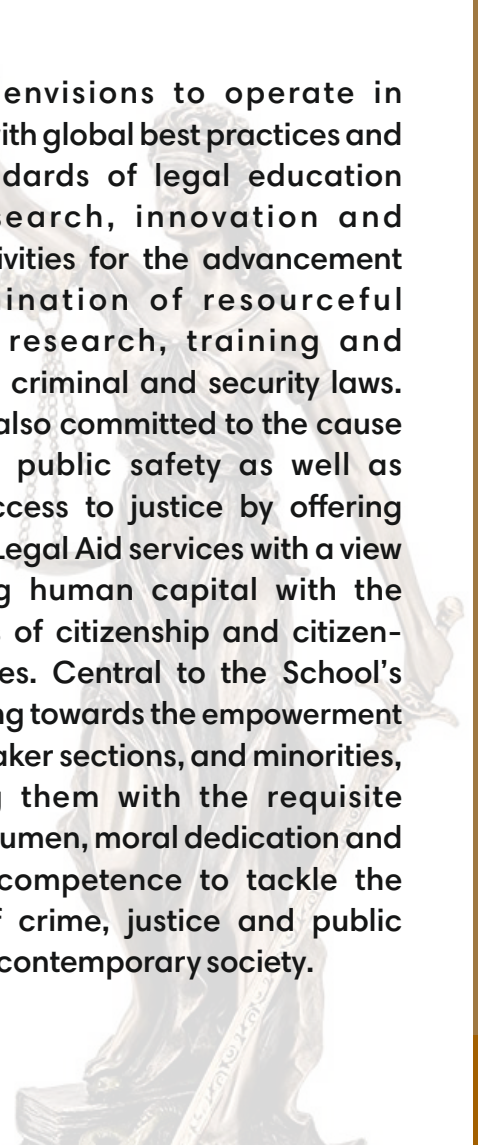 envisions to operate in
ith global best practices and
dards of legal education
search, innovation and
ivities for the advancement
ination of resourceful
research, training and
criminal and security laws.
also committed to the cause
public safety as well as
ccess to justice by offering
Legal Aid services with a view
g human capital with the
of citizenship and citizen-
es. Central to the School’s
ng towards the empowerment
aker sections, and minorities,
g them with the requisite
umen, moral dedication and
competence to tackle the
f crime, justice and public
contemporary society.